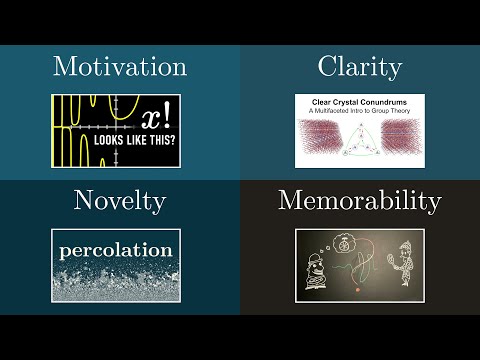 Motivation
x!
LOOKS LIKE THIS?
Clarity
Clear Crystal Conundrums
A Multifaceted Intro to Group Theory
Novelty
percolation
Memorability